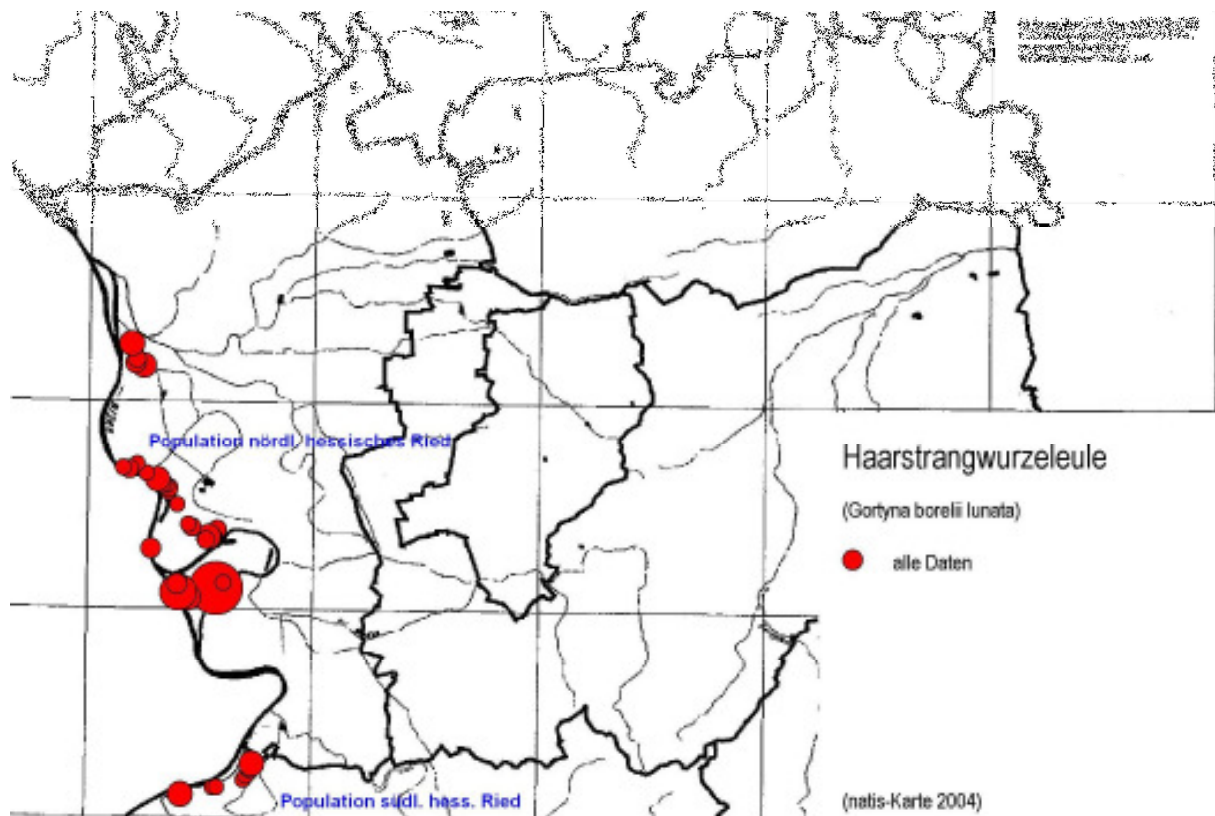 Population nördl. hessisches Ried
Haarstrangwurzeleule
(Gortyna borelii lunata)
alle Daten
Population südl. hess. Ried
(natis-Karte 2004)